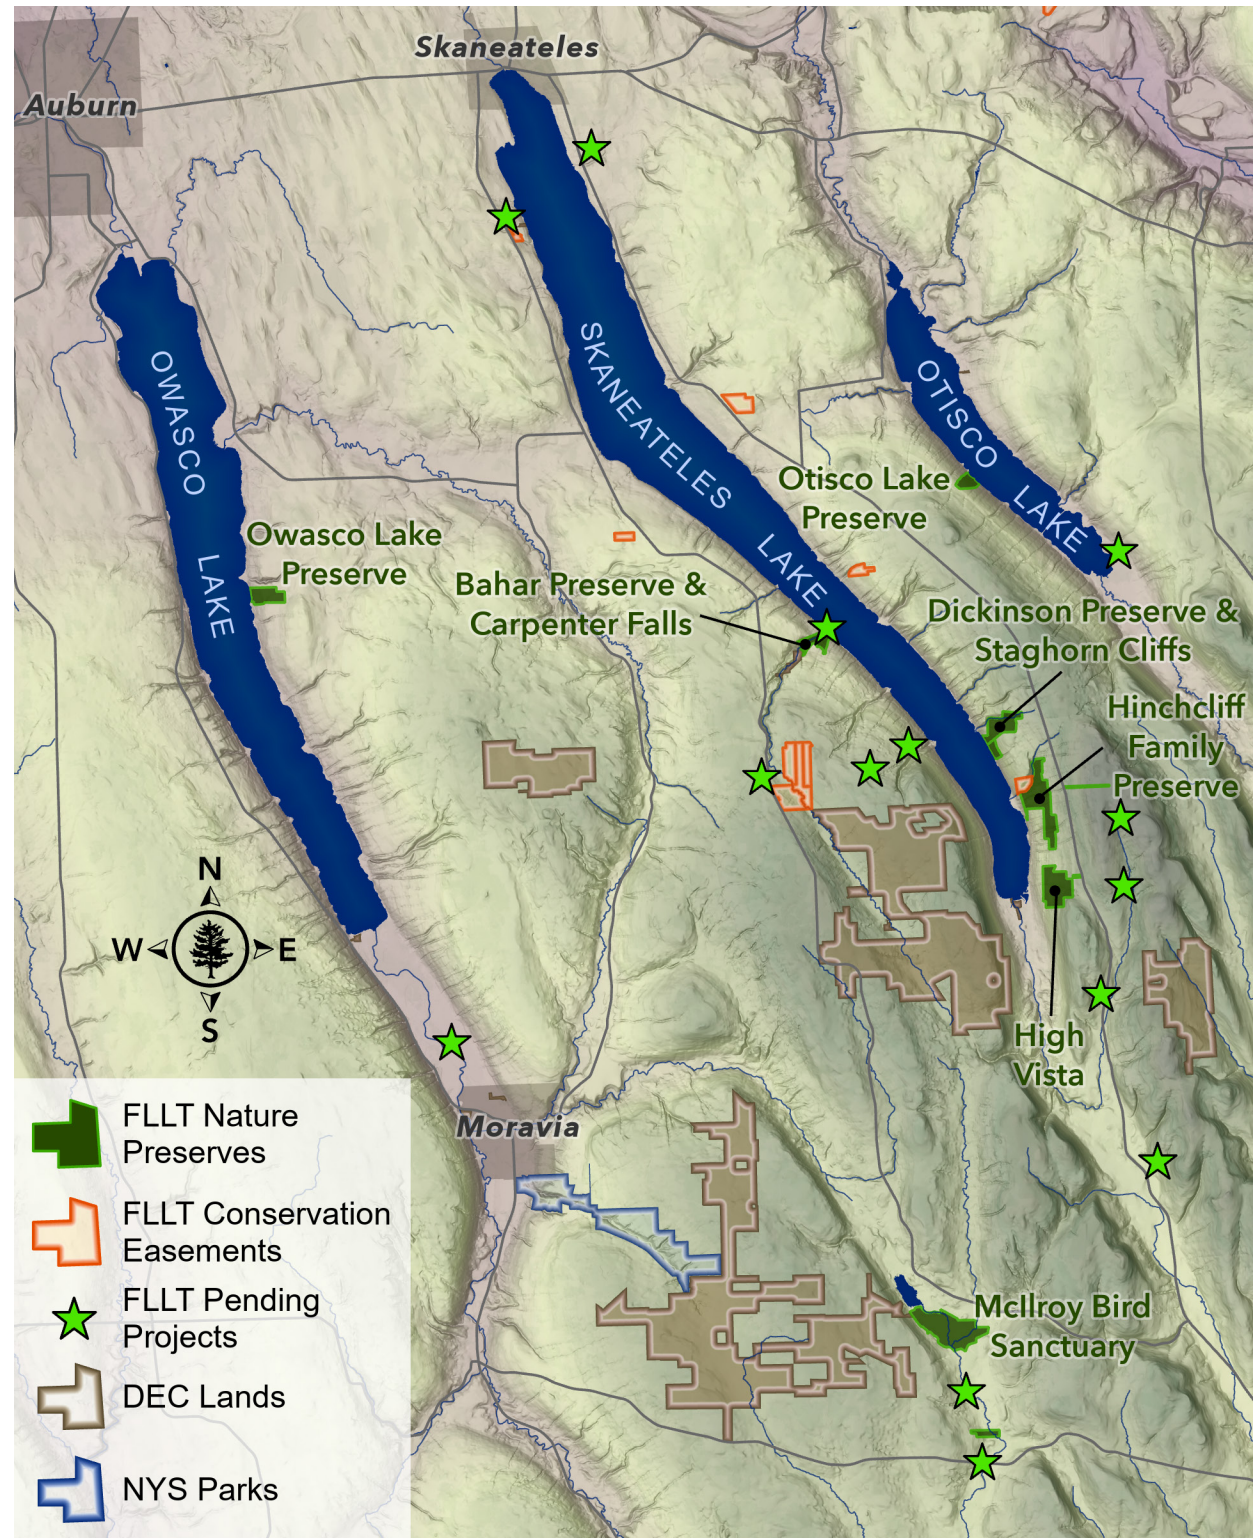 Skaneateles
Auburn
OWASCO LAKE
SKANEATELES LAKE
OTISCO LAKE
Otisco Lake
Preserve
Owasco Lake
Preserve
Bahar Preserve &
Carpenter Falls
Dickinson Preserve &
Staghorn Cliffs
Hinchcliff
Family
Preserve
N
W
E
S
High
Vista
Moravia
McIlroy Bird
Sanctuary
FLLT Nature
Preserves
FLLT Conservation
Easements
FLLT Pending
Projects
DEC Lands
NYS Parks